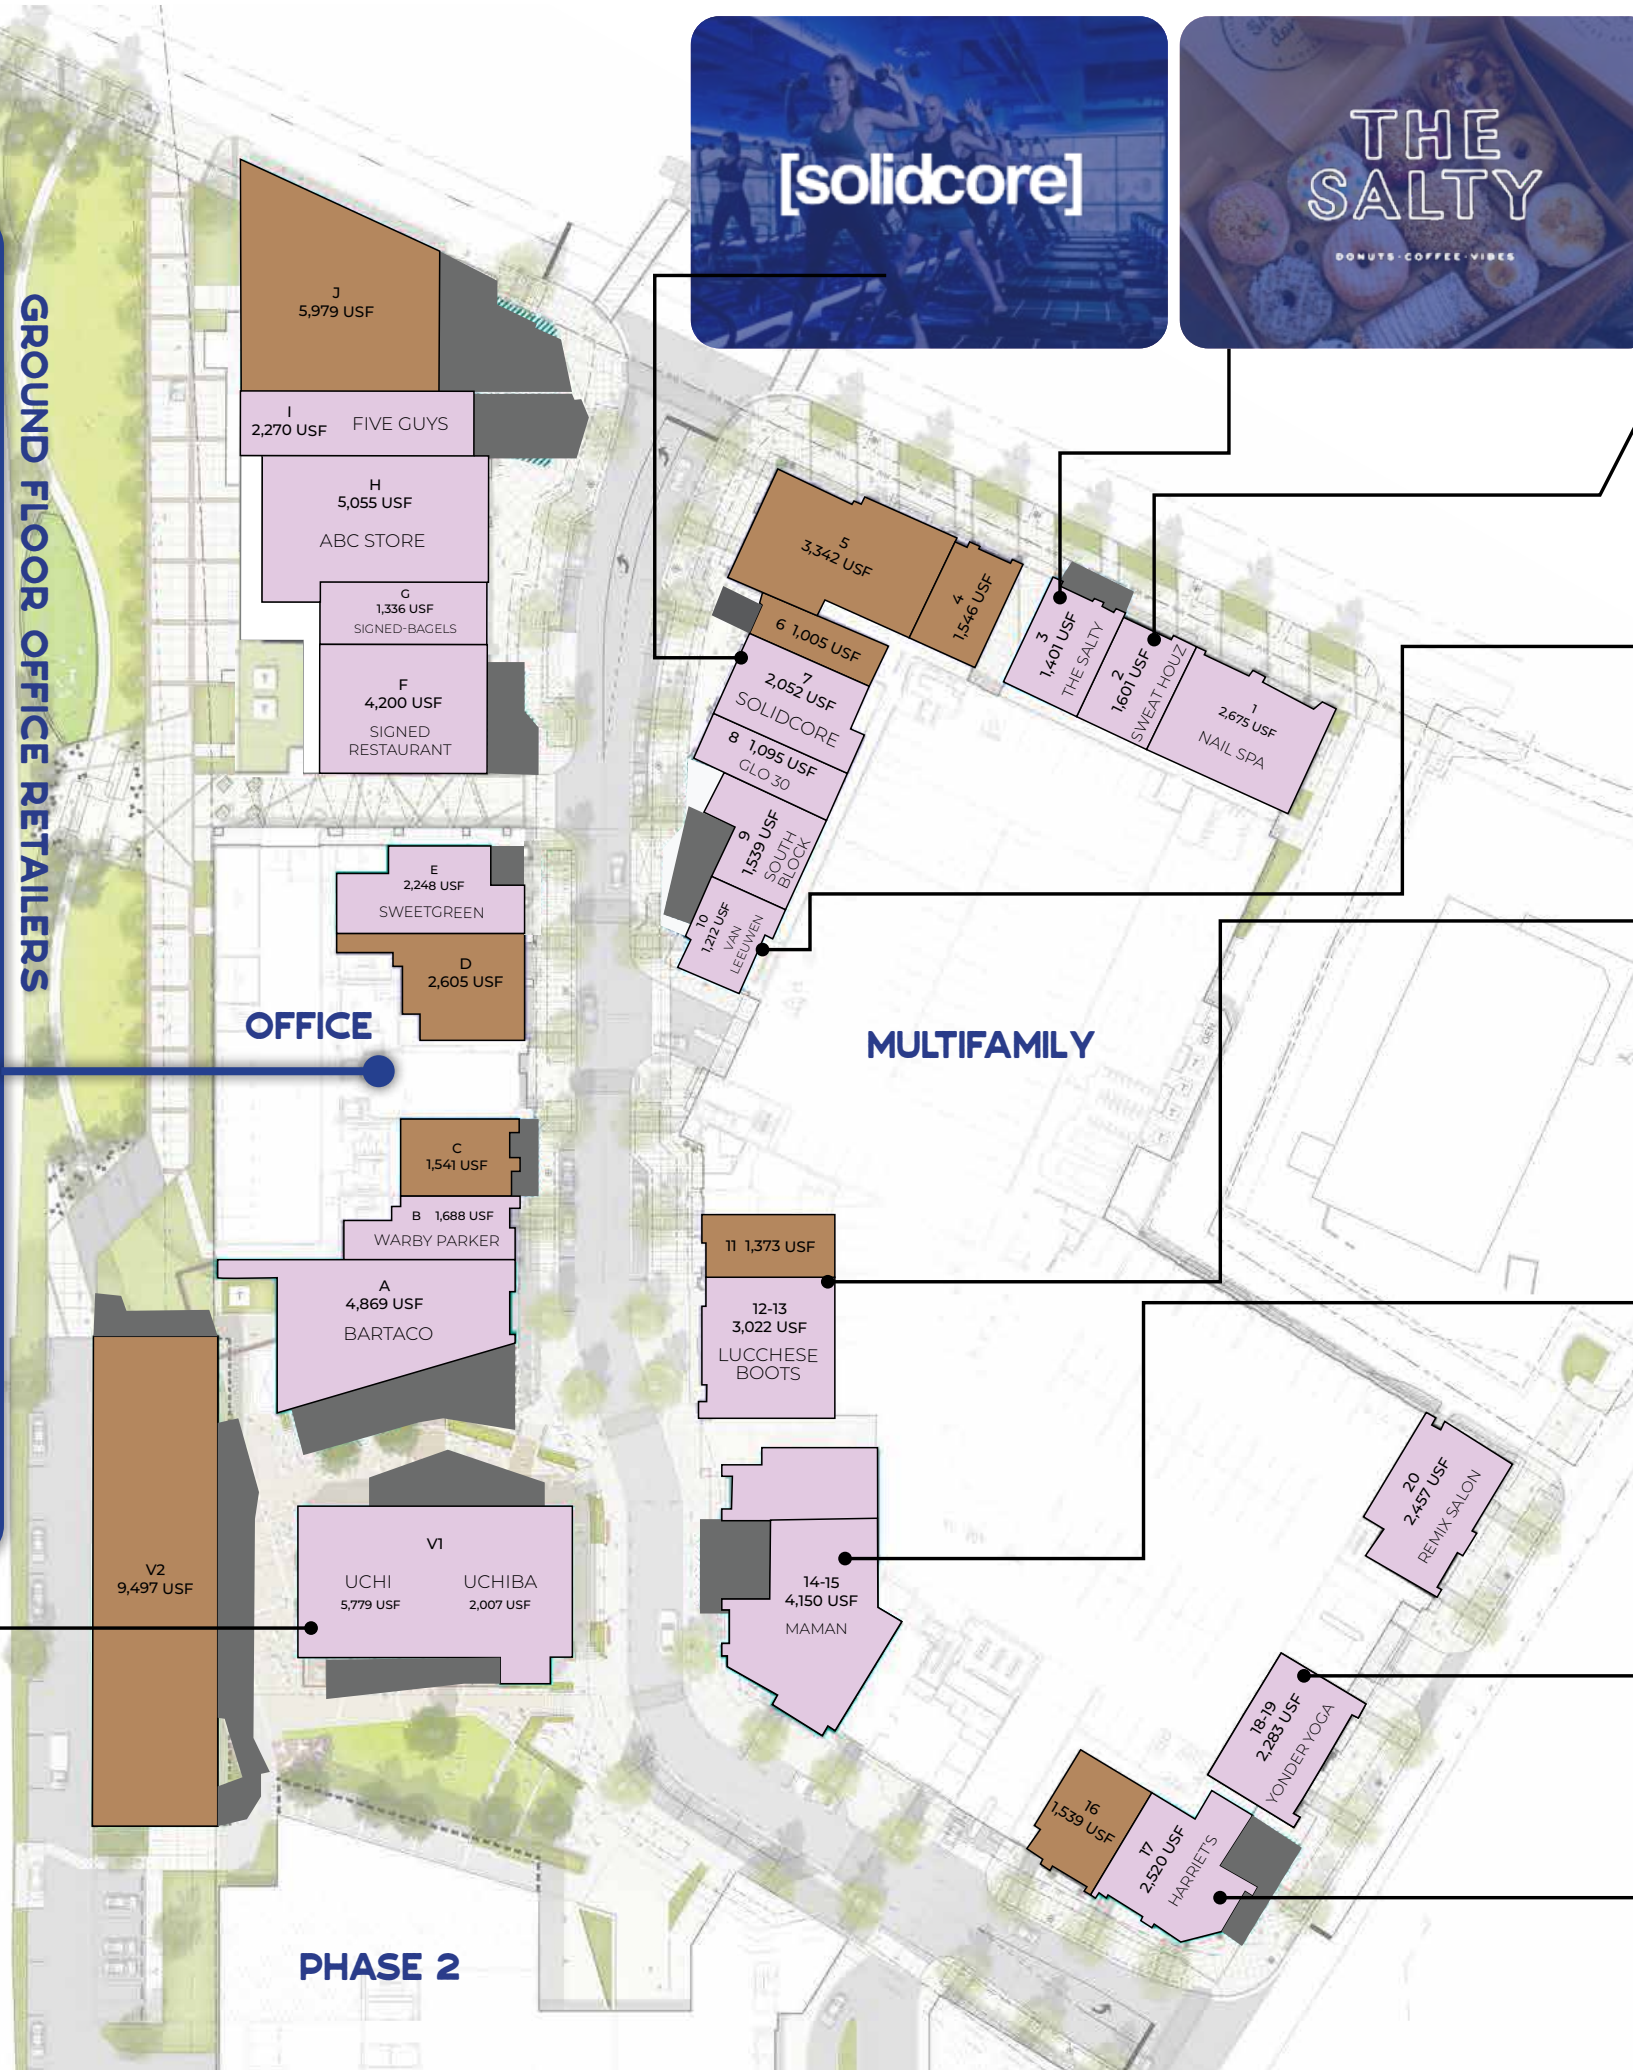 [solidcore]
THE
SALTY
DONUTS·COFFEE·VIBES
GROUND FLOOR OFFICE RETAILERS
J
5,979 USF
I
2,270 USF
FIVE GUYS
H
5,055 USF
ABC STORE
G
1,336 USF
SIGNED-BAGELS
F
4,200 USF
SIGNED
RESTAURANT
E
2,248 USF
SWEETGREEN
D
2,605 USF
OFFICE
C
1,541 USF
B 1,688 USF
WARBY PARKER
A
4,869 USF
BARTACO
V2
9,497 USF
V1
UCHI
5,779 USF
UCHIBA
2,007 USF
PHASE 2
5
3,342 USF
4
1,546 USF
3
1,401 USF
THE SALTY
2
1,601 USF
SWEAT HOUZ
1
2,675 USF
NAIL SPA
6 1,005 USF
7
2,052 USF
SOLIDCORE
8 1,095 USF
GLO 30
9
1,539 USF
SOUTH
BLOCK
10
1,212 USF
VAN
LEEUWEN
MULTIFAMILY
GEN
11 1,373 USF
12-13
3,022 USF
LUCCHESE
BOOTS
14-15
4,150 USF
MAMAN
20
2,457 USF
REMIX SALON
18-19
2,283 USF
YONDER YOGA
16
1,539 USF
17
2,520 USF
HARRIET'S